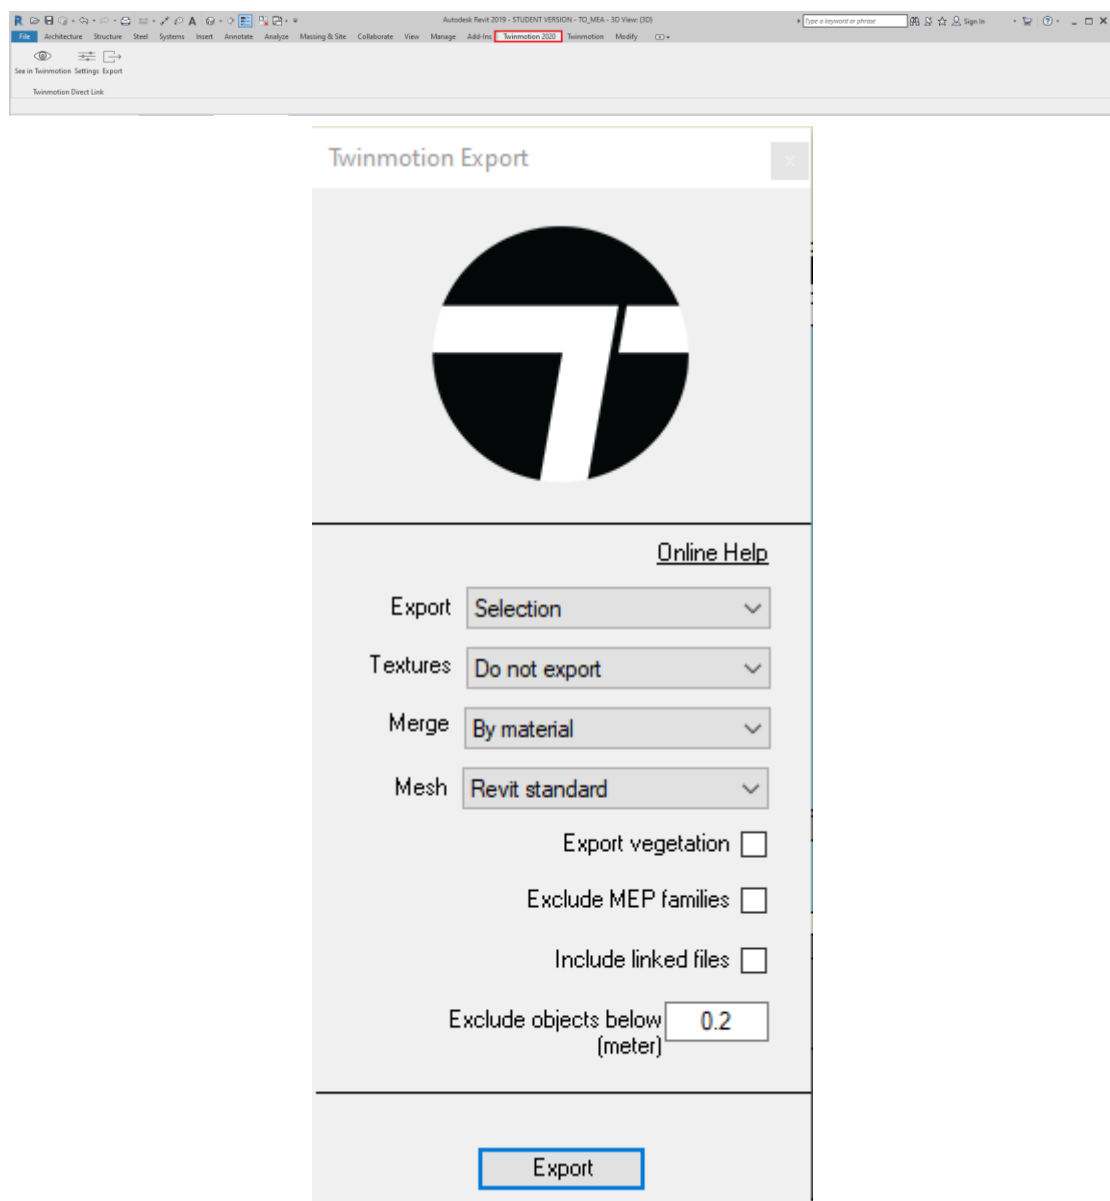 Autodesk Revit 2019 - STUDENT VERSION - TO_MEA - 3D View: {3D}
Type a keyword or phrase
Sign In
File Architecture Structure Steel Systems Insert Annotate Analyze Massing & Site Collaborate View Manage Add-Ins Twinmotion 2020 Twinmotion Modify
See in Twinmotion Settings Export
Twinmotion Direct Link
Twinmotion Export
x
Online Help
Export Selection
Textures Do not export
Merge By material
Mesh Revit standard
Export vegetation
Exclude MEP families
Include linked files
Exclude objects below 0.2
(meter)
Export